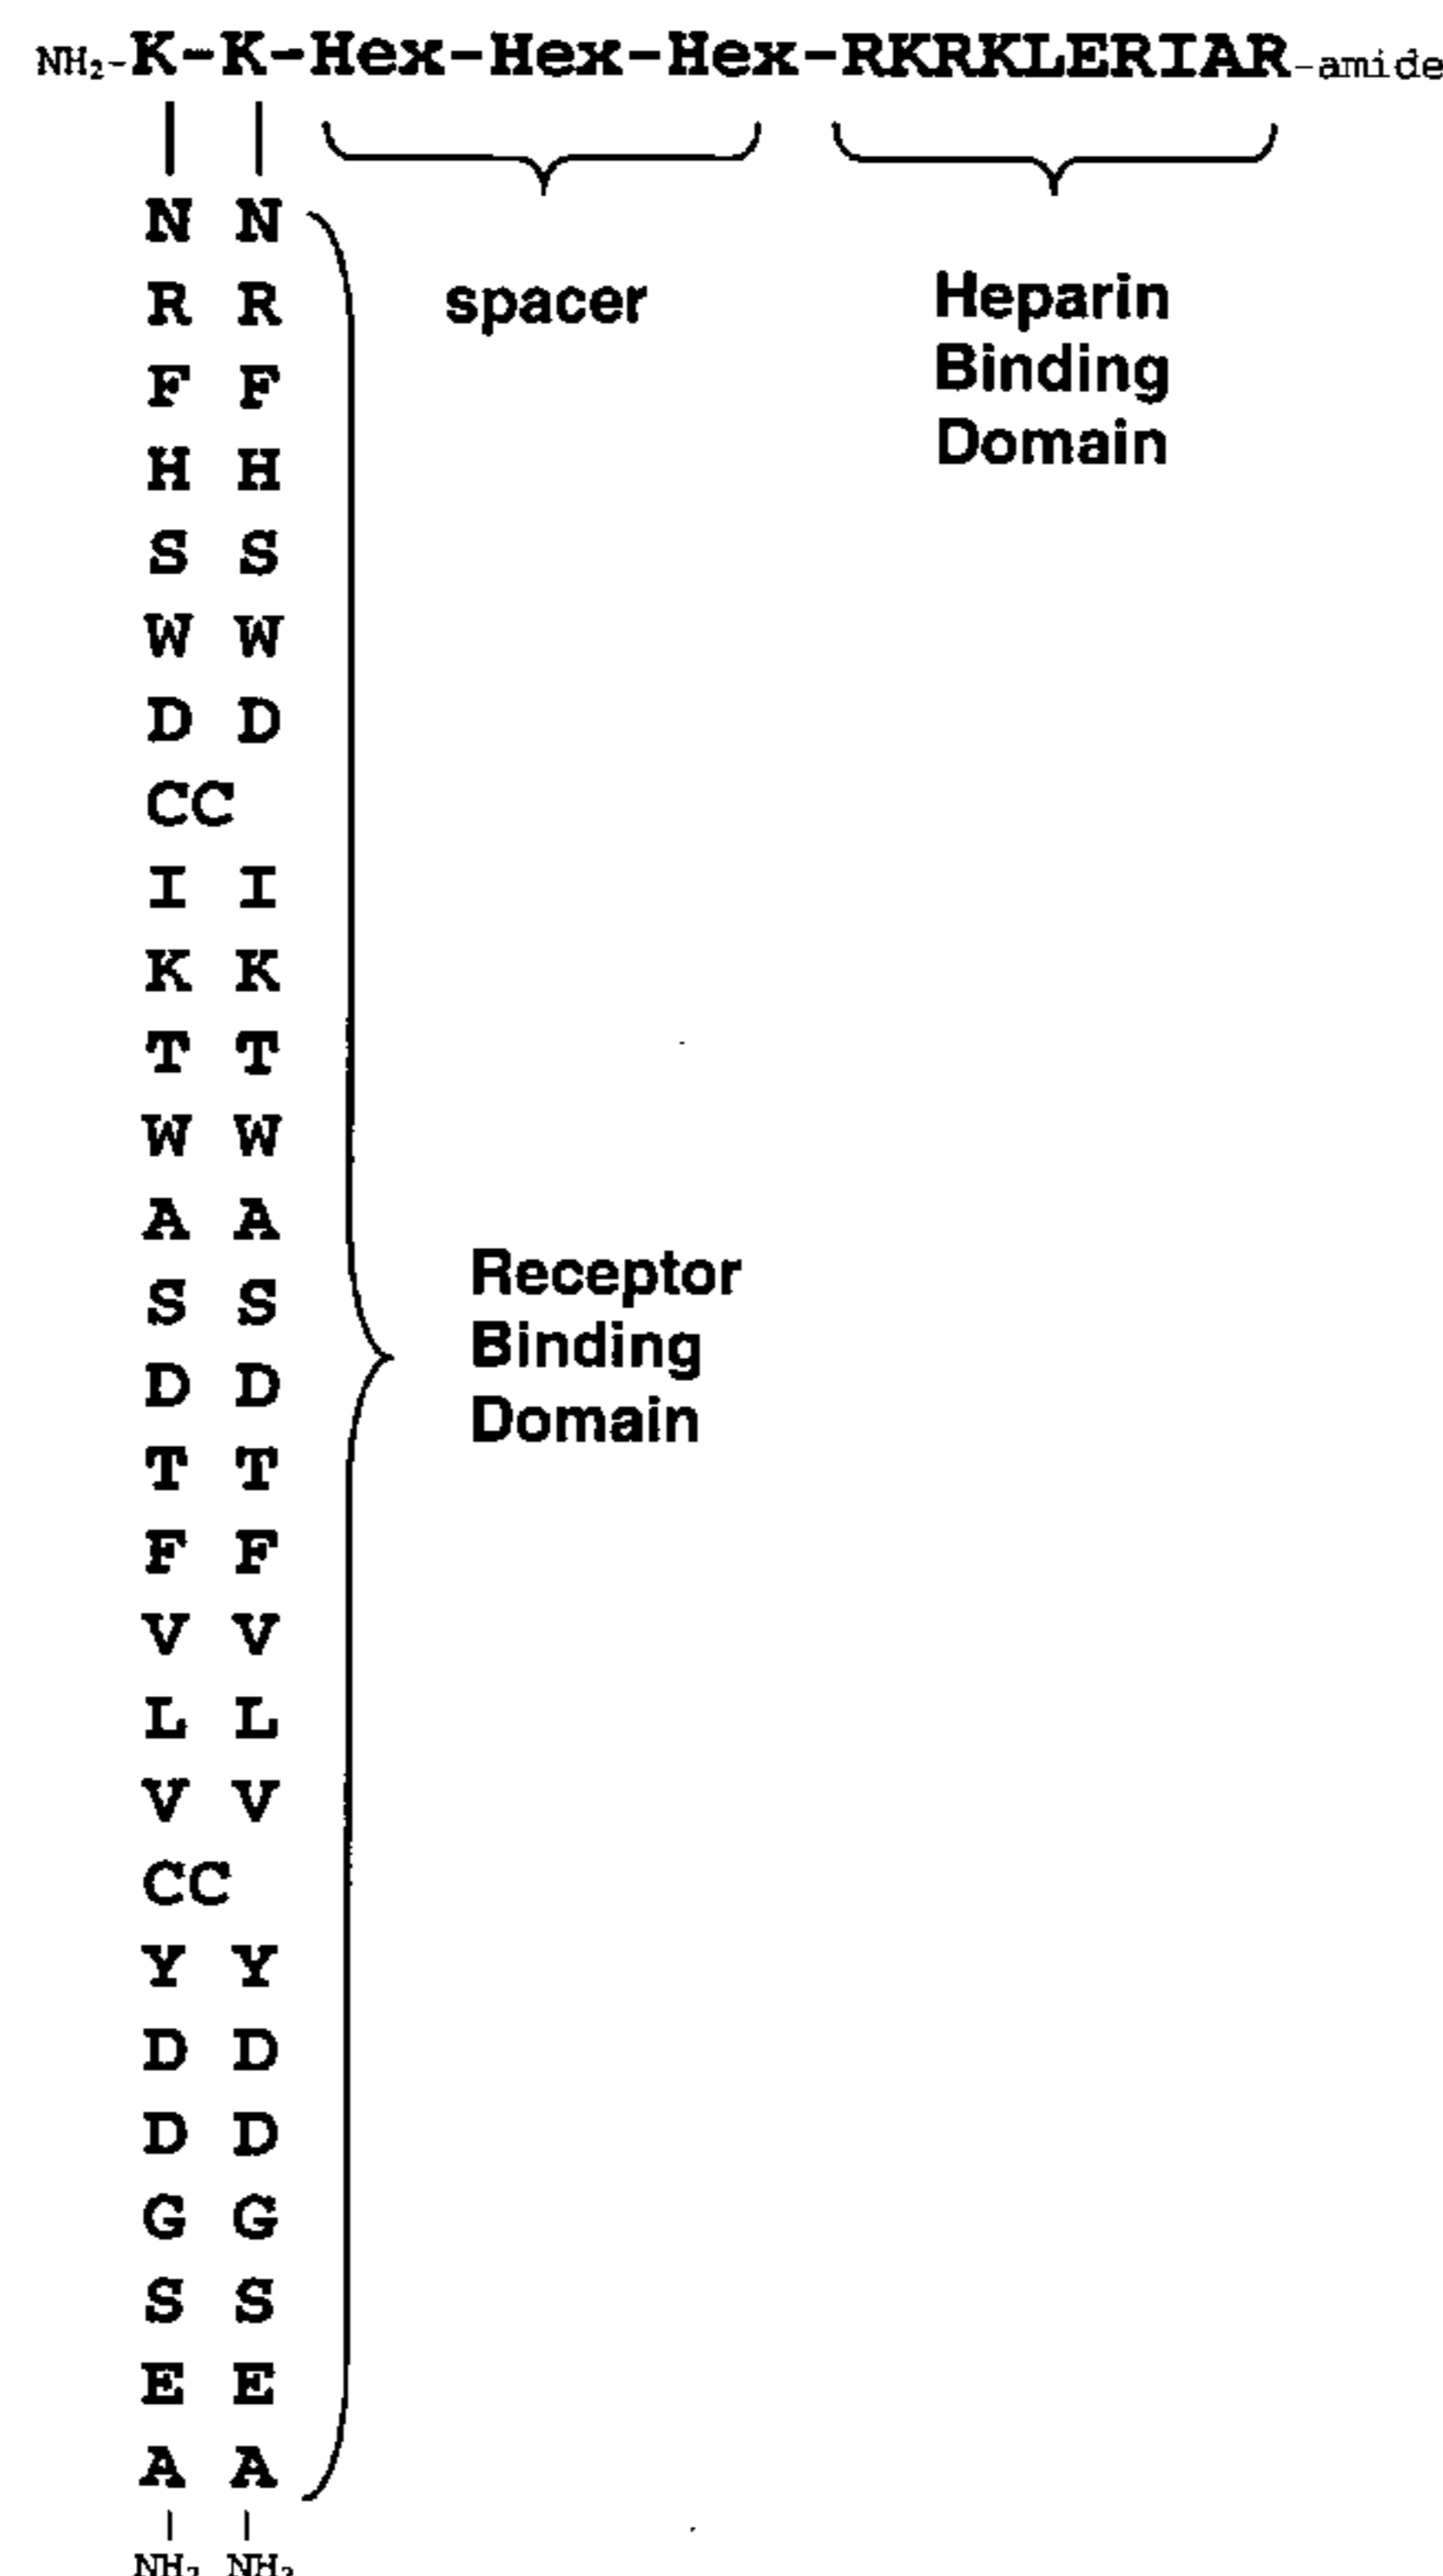 NH2-K-K-Hex-Hex-Hex-RKRKLERIAR-amide
N N
R R
F F
H H
S S
W W
D D
CC
I I
K K
T T
W W
A A
S S
D D
T T
F F
V V
L L
V V
CC
Y Y
D D
D D
G G
S S
E E
A A
NH2 NH2
spacer
Heparin
Binding
Domain
Receptor
Binding
Domain